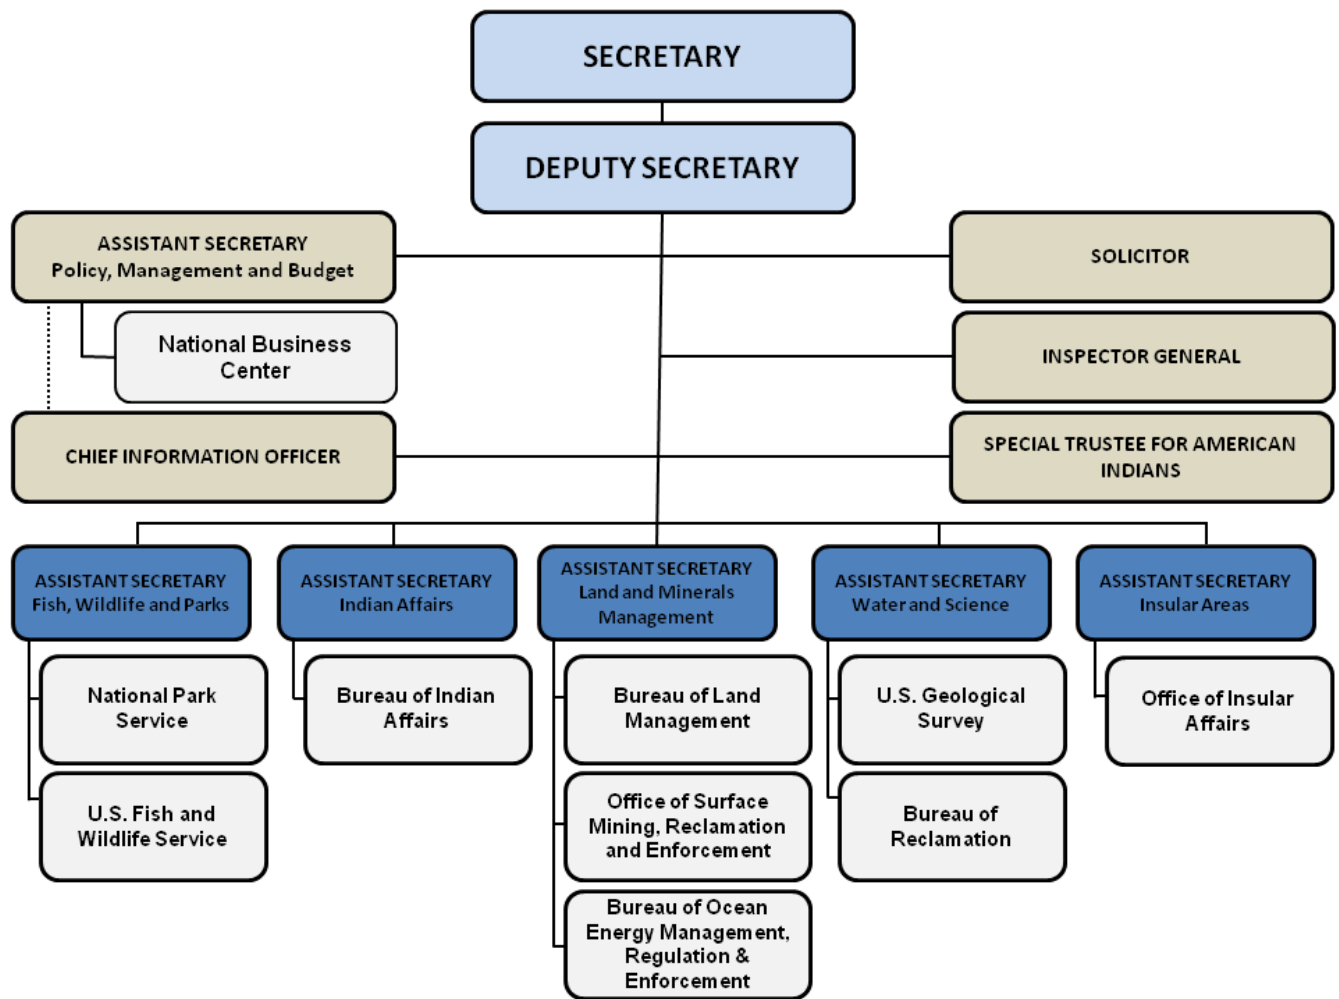 SECRETARY
DEPUTY SECRETARY
ASSISTANT SECRETARY
Policy, Management and Budget
SOLICITOR
National Business
Center
INSPECTOR GENERAL
CHIEF INFORMATION OFFICER
SPECIAL TRUSTEE FOR AMERICAN
INDIANS
ASSISTANT SECRETARY
Fish, Wildlife and Parks
ASSISTANT SECRETARY
Indian Affairs
ASSISTANT SECRETARY
Land and Minerals
Management
ASSISTANT SECRETARY
Water and Science
ASSISTANT SECRETARY
Insular Areas
National Park
Service
Bureau of Indian
Affairs
Bureau of Land
Management
U.S. Geological
Survey
Office of Insular
Affairs
U.S. Fish and
Wildlife Service
Office of Surface
Mining, Reclamation
and Enforcement
Bureau of
Reclamation
Bureau of Ocean
Energy Management,
Regulation &
Enforcement